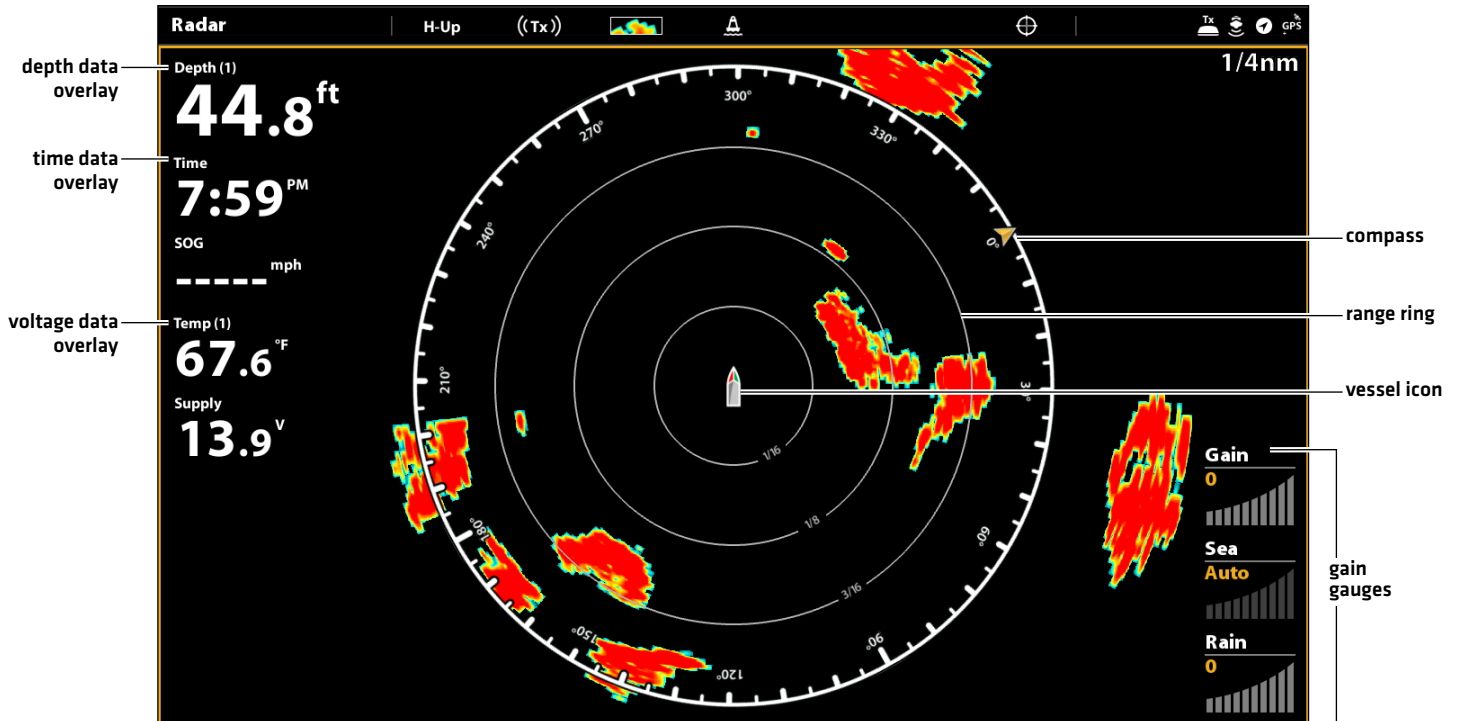 Radar
H-Up
((Tx))
Tx
GPS
1/4nm
depth data
overlay
Depth (1)
44.8 ft
time data
overlay
Time
7:59 PM
SOG
----- mph
voltage data
overlay
Temp (1)
67.6 °F
Supply
13.9 V
300°
330°
0°
30°
60°
90°
120°
150°
180°
210°
240°
270°
1/16
1/8
3/16
compass
range ring
vessel icon
Gain
0
Sea
Auto
Rain
0
gain
gauges